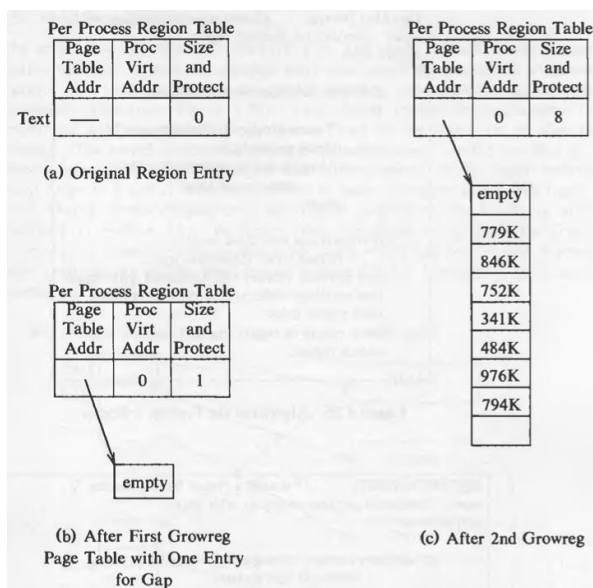 Per Process Region Table
Page Table Addr Proc Virt Addr Size and Protect
Text 0
(a) Original Region Entry
Per Process Region Table
Page Table Addr Proc Virt Addr Size and Protect
0 1
empty
(b) After First Growreg
Page Table with One Entry
for Gap
Per Process Region Table
Page Table Addr Proc Virt Addr Size and Protect
0 8
empty
779K
846K
752K
341K
484K
976K
794K
(c) After 2nd Growreg